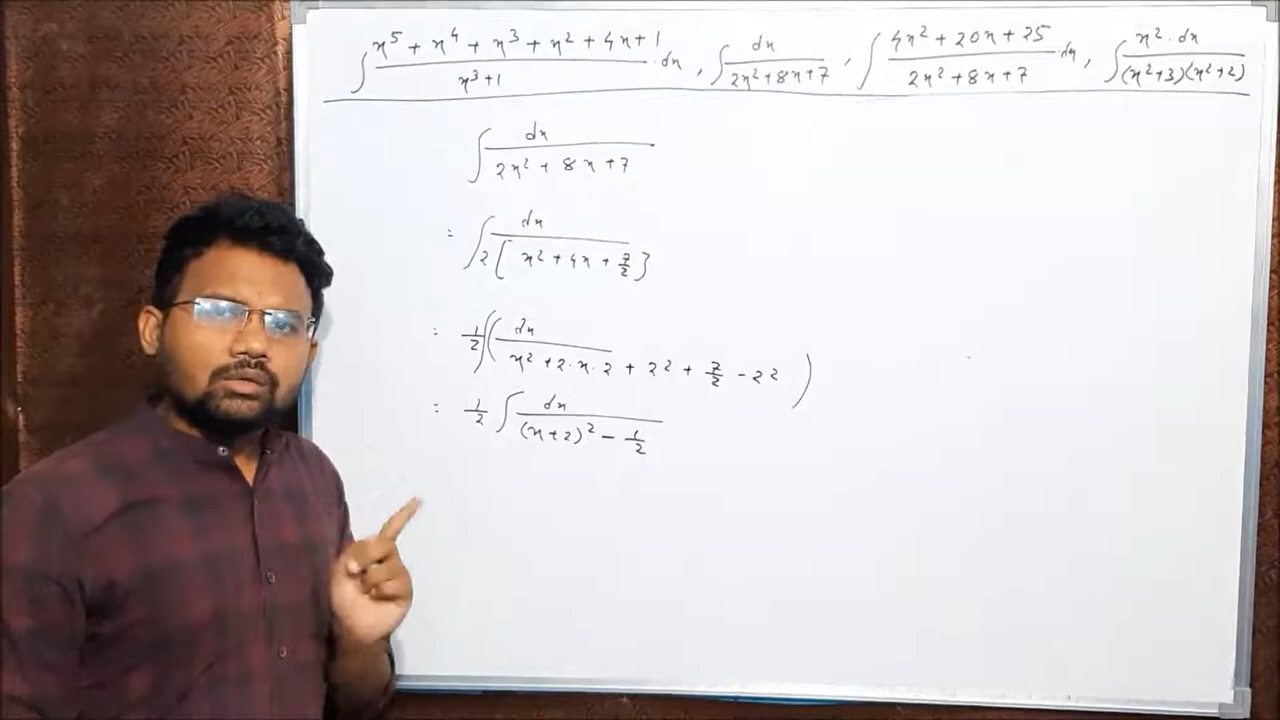 ∫ (x⁵ + x⁴ + x³ + x² + 4x + 1)/(x³+1) · dx , ∫ dx/(2x²+8x+7) , ∫ (4x² + 20x + 25)/(2x² + 8x + 7) · dx , ∫ x² · dx/((x²+3)(x²+2))
∫ dx/(2x² + 8x + 7)
= ∫ dx/(2[x² + 4x + 7/2])
= 1/2 ∫ (dx/(x² + 2·x·2 + 2² + 7/2 - 2²))
= 1/2 ∫ dx/((x+2)² - 1/2)